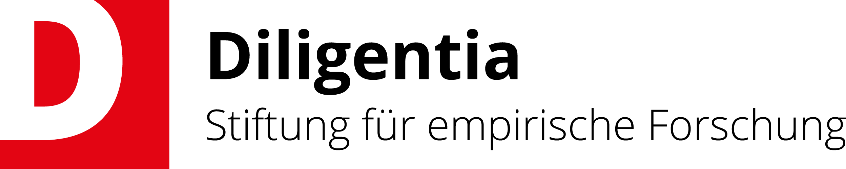 D
Diligentia
Stiftung für empirische Forschung